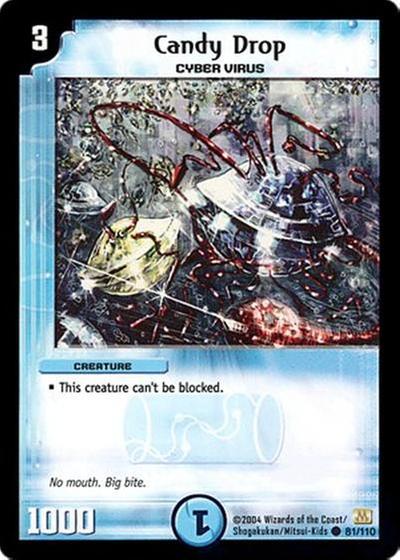 3
Candy Drop
CYBER VIRUS
CREATURE
▪ This creature can't be blocked.
No mouth. Big bite.
1000
1
©2004 Wizards of the Coast/
Shogakukan/Mitsui-Kids ● 81/110